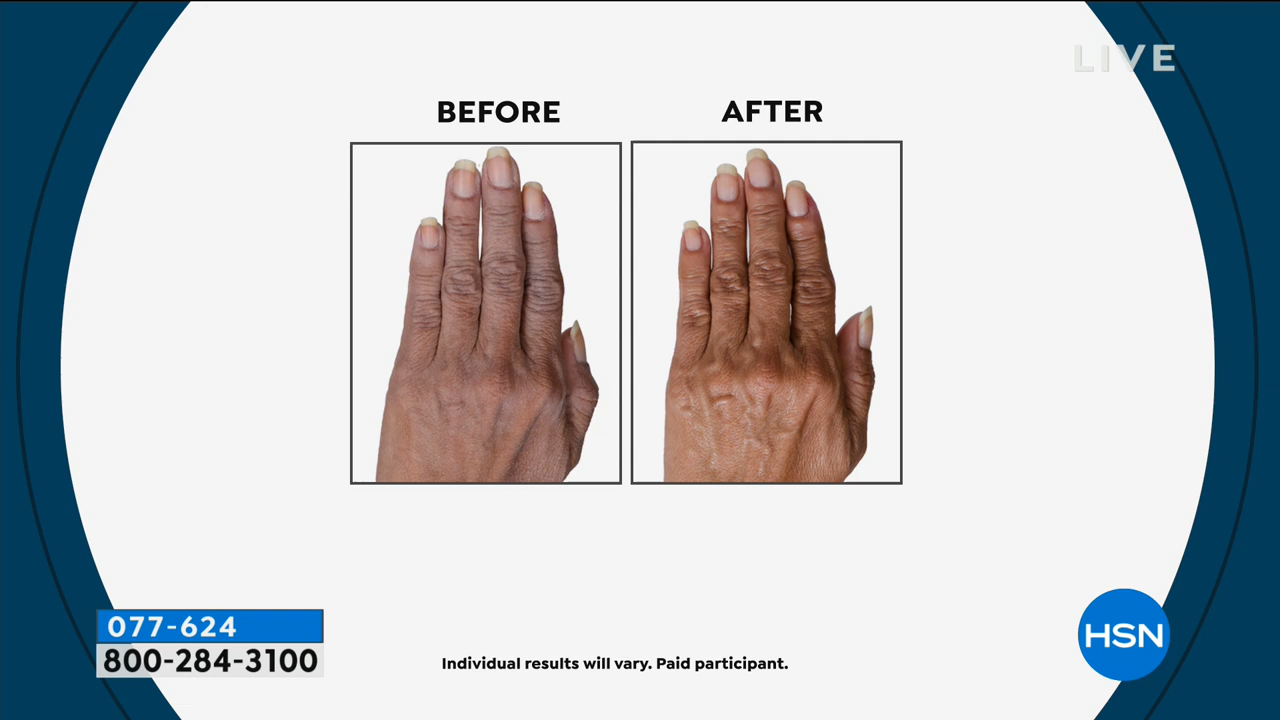 LIVE
BEFORE
AFTER
077-624
800-284-3100
Individual results will vary. Paid participant.
HSN